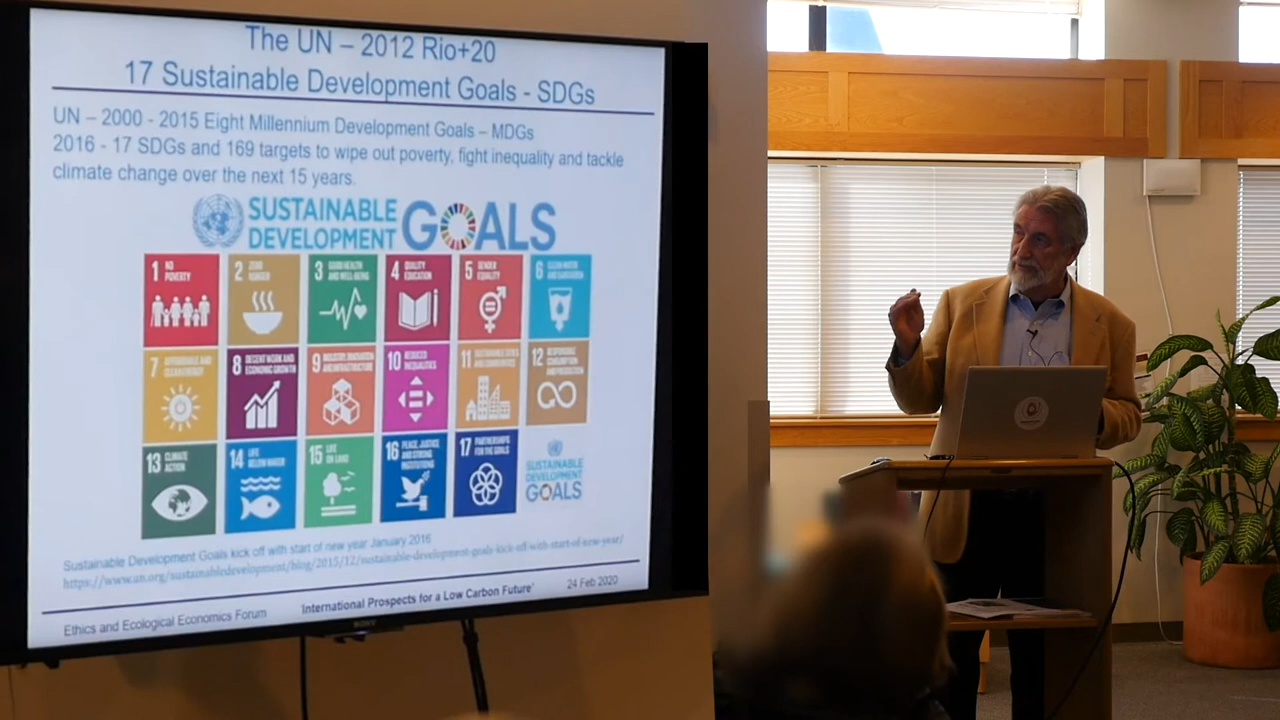 The UN – 2012 Rio+20
17 Sustainable Development Goals - SDGs
UN – 2000 - 2015 Eight Millennium Development Goals – MDGs
2016 - 17 SDGs and 169 targets to wipe out poverty, fight inequality and tackle
climate change over the next 15 years.
SUSTAINABLE
DEVELOPMENT
GOALS
1 NO
POVERTY
2 ZERO
HUNGER
3 GOOD HEALTH
AND WELL-BEING
4 QUALITY
EDUCATION
5 GENDER
EQUALITY
6 CLEAN WATER
AND SANITATION
7 AFFORDABLE AND
CLEAN ENERGY
8 DECENT WORK AND
ECONOMIC GROWTH
9 INDUSTRY, INNOVATION
AND INFRASTRUCTURE
10 REDUCED
INEQUALITIES
11 SUSTAINABLE CITIES
AND COMMUNITIES
12 RESPONSIBLE
CONSUMPTION
AND PRODUCTION
13 CLIMATE
ACTION
14 LIFE
BELOW WATER
15 LIFE
ON LAND
16 PEACE, JUSTICE
AND STRONG
INSTITUTIONS
17 PARTNERSHIPS
FOR THE GOALS
SUSTAINABLE
DEVELOPMENT
GOALS
Sustainable Development Goals kick off with start of new year January 2016
https://www.un.org/sustainabledevelopment/blog/2015/12/sustainable-development-goals-kick-off-with-start-of-new-year/
Ethics and Ecological Economics Forum
'International Prospects for a Low Carbon Future'
24 Feb 2020
SONY